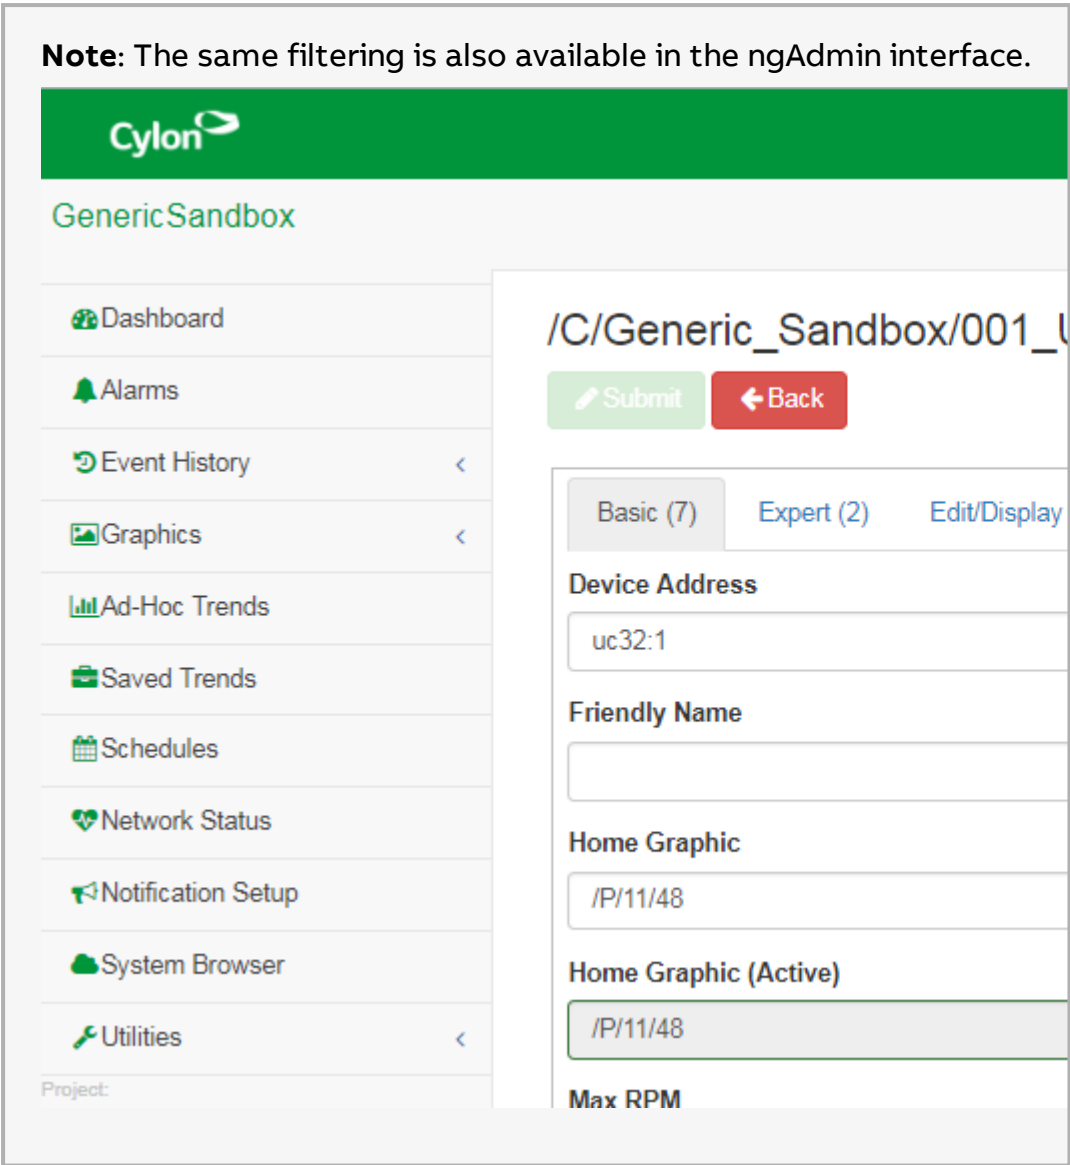 Note: The same filtering is also available in the ngAdmin interface.
Cylon
GenericSandbox
Dashboard
Alarms
Event History
Graphics
Ad-Hoc Trends
Saved Trends
Schedules
Network Status
Notification Setup
System Browser
Utilities
Project:
/C/Generic_Sandbox/001_U
Submit Back
Basic (7) Expert (2) Edit/Display
Device Address
uc32:1
Friendly Name
Home Graphic
/P/11/48
Home Graphic (Active)
/P/11/48
Max RPM